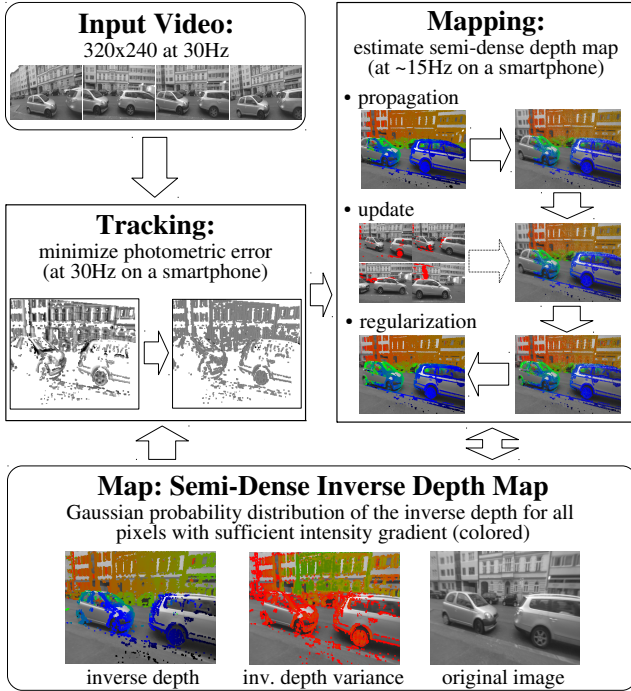 Input Video:
320x240 at 30Hz
Tracking:
minimize photometric error
(at 30Hz on a smartphone)
Mapping:
estimate semi-dense depth map
(at ~15Hz on a smartphone)
• propagation
• update
• regularization
Map: Semi-Dense Inverse Depth Map
Gaussian probability distribution of the inverse depth for all
pixels with sufficient intensity gradient (colored)
inverse depth
inv. depth variance
original image